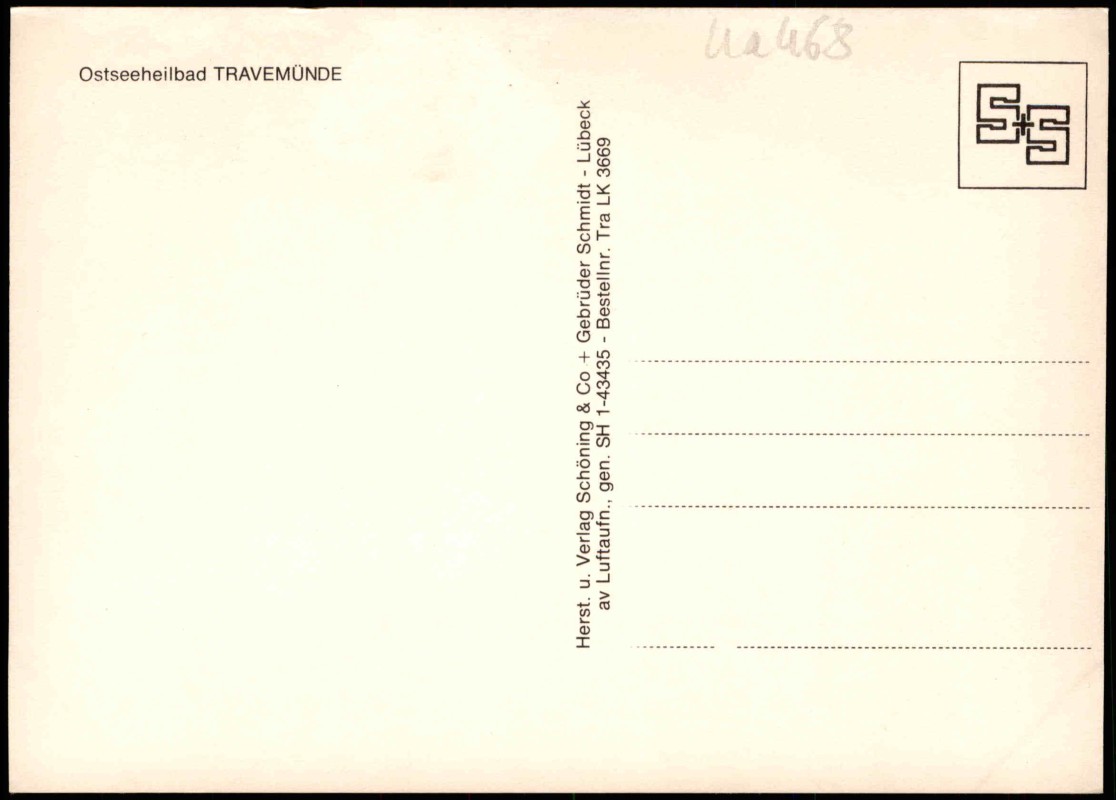 Ostseeheilbad TRAVEMÜNDE
Herst. u. Verlag Schöning & Co + Gebrüder Schmidt - Lübeck
av Luftaufn., gen. SH 1-43435 - Bestellnr. Tra LK 3669
S+S